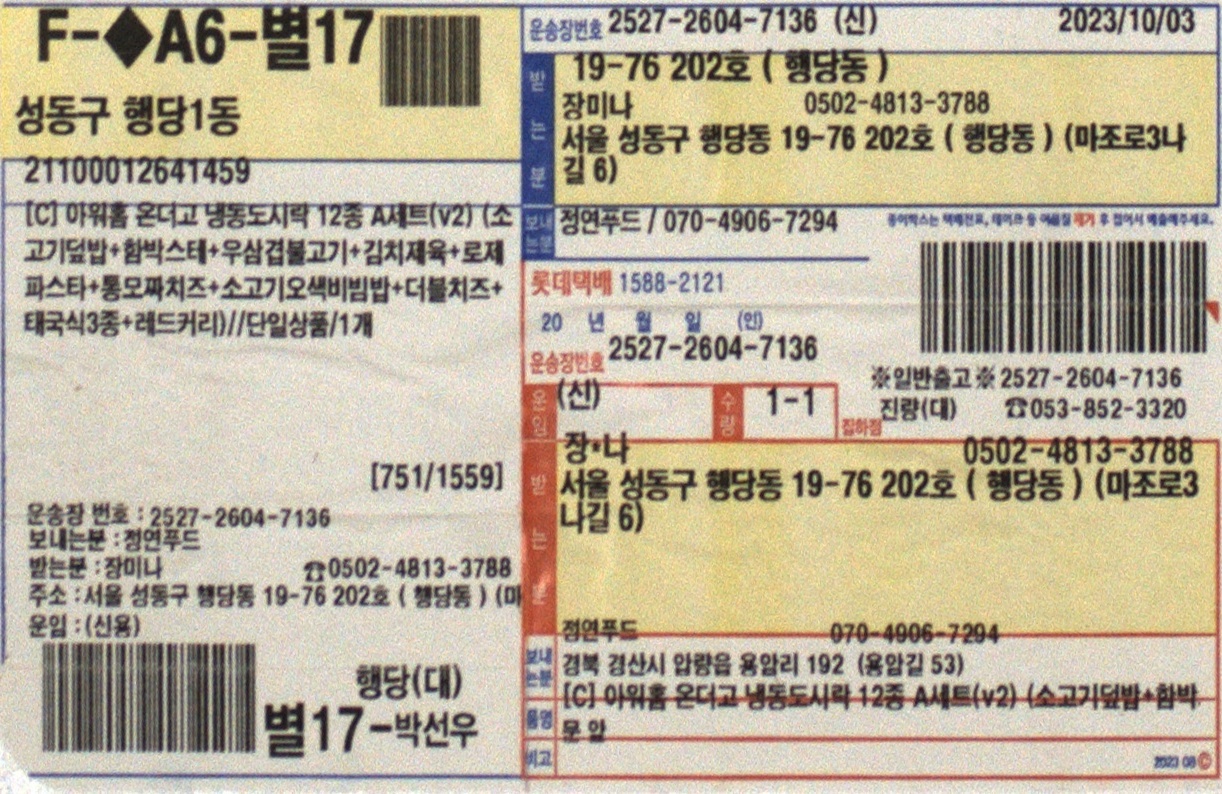 F-◆A6-별17
성동구 행당1동
21100012641459
[C] 아워홈 온더고 냉동도시락 12종 A세트(v2) (소
고기덮밥+함박스테+우삼겹불고기+김치제육+로제
파스타+통모짜치즈+소고기오색비빔밥+더블치즈+
태국식3종+레드커리)//단일상품/1개
[751/1559]
운송장 번호 : 2527-2604-7136
보내는분 : 정연푸드
받는분 : 장미나 ☎0502-4813-3788
주소 : 서울 성동구 행당동 19-76 202호 ( 행당동 ) (마
운임 : (신용)
행당(대)
별17-박선우
운송장번호 2527-2604-7136 (신) 2023/10/03
받는분
19-76 202호 ( 행당동 )
장미나 0502-4813-3788
서울 성동구 행당동 19-76 202호 ( 행당동 ) (마조로3나
길 6)
보내는분 정연푸드 / 070-4906-7294
종이박스는 택배전표, 테이프 등 이물질 제거 후 접어서 배출해주세요.
롯데택배 1588-2121
20 년 월 일 (인)
운송장번호 2527-2604-7136
※일반출고※ 2527-2604-7136
운임 (신) 수량 1-1 집하점 진량(대) ☎053-852-3320
받는분
장*나 0502-4813-3788
서울 성동구 행당동 19-76 202호 ( 행당동 ) (마조로3
나길 6)
정연푸드 070-4906-7294
보내는분 경북 경산시 압량읍 용암리 192 (용암길 53)
품명 [C] 아워홈 온더고 냉동도시락 12종 A세트(v2) (소고기덮밥+함박
문 앞
비고
2023 08 ©